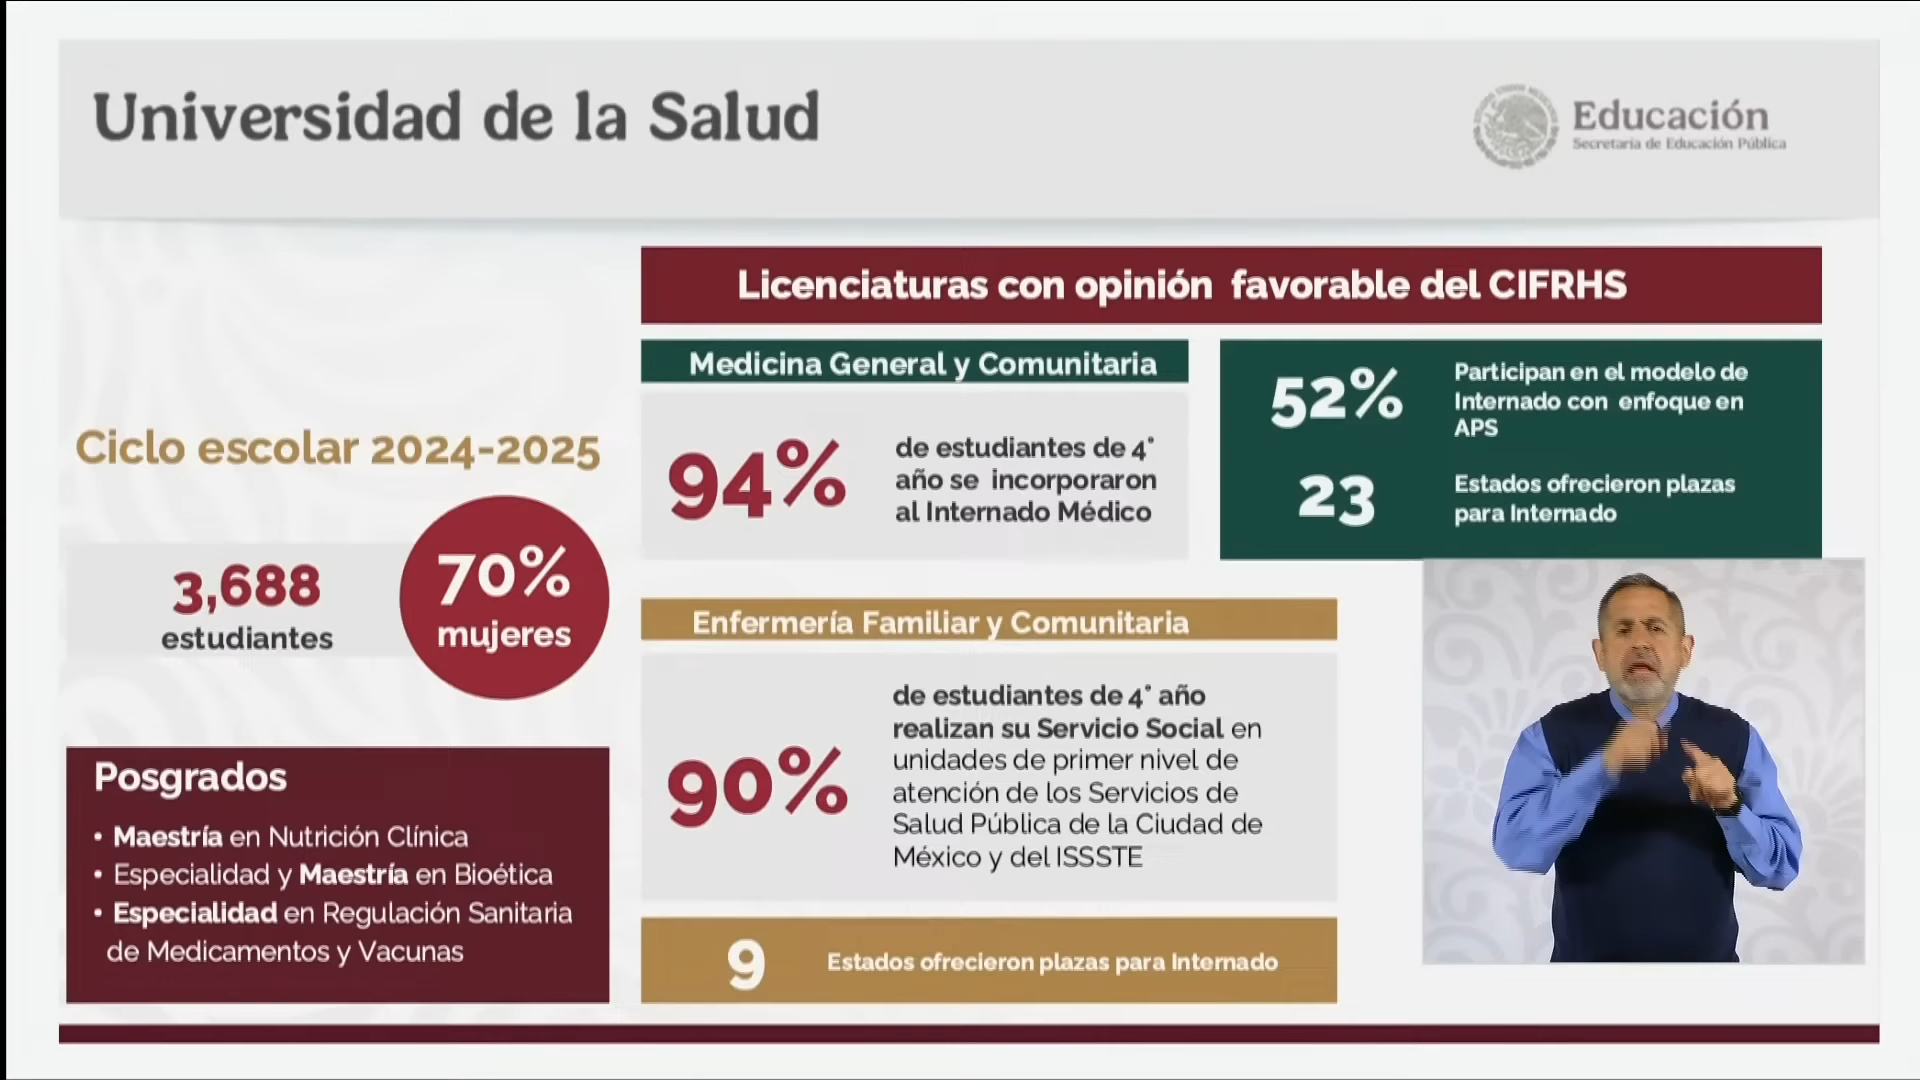 Universidad de la Salud
Educación
Secretaría de Educación Pública
Ciclo escolar 2024-2025
3,688
estudiantes
70%
mujeres
Posgrados
• Maestría en Nutrición Clínica
• Especialidad y Maestría en Bioética
• Especialidad en Regulación Sanitaria
de Medicamentos y Vacunas
Licenciaturas con opinión favorable del CIFRHS
Medicina General y Comunitaria
94%
de estudiantes de 4°
año se incorporaron
al Internado Médico
52%
Participan en el modelo de
Internado con enfoque en
APS
23
Estados ofrecieron plazas
para Internado
Enfermería Familiar y Comunitaria
90%
de estudiantes de 4° año
realizan su Servicio Social en
unidades de primer nivel de
atención de los Servicios de
Salud Pública de la Ciudad de
México y del ISSSTE
9
Estados ofrecieron plazas para Internado